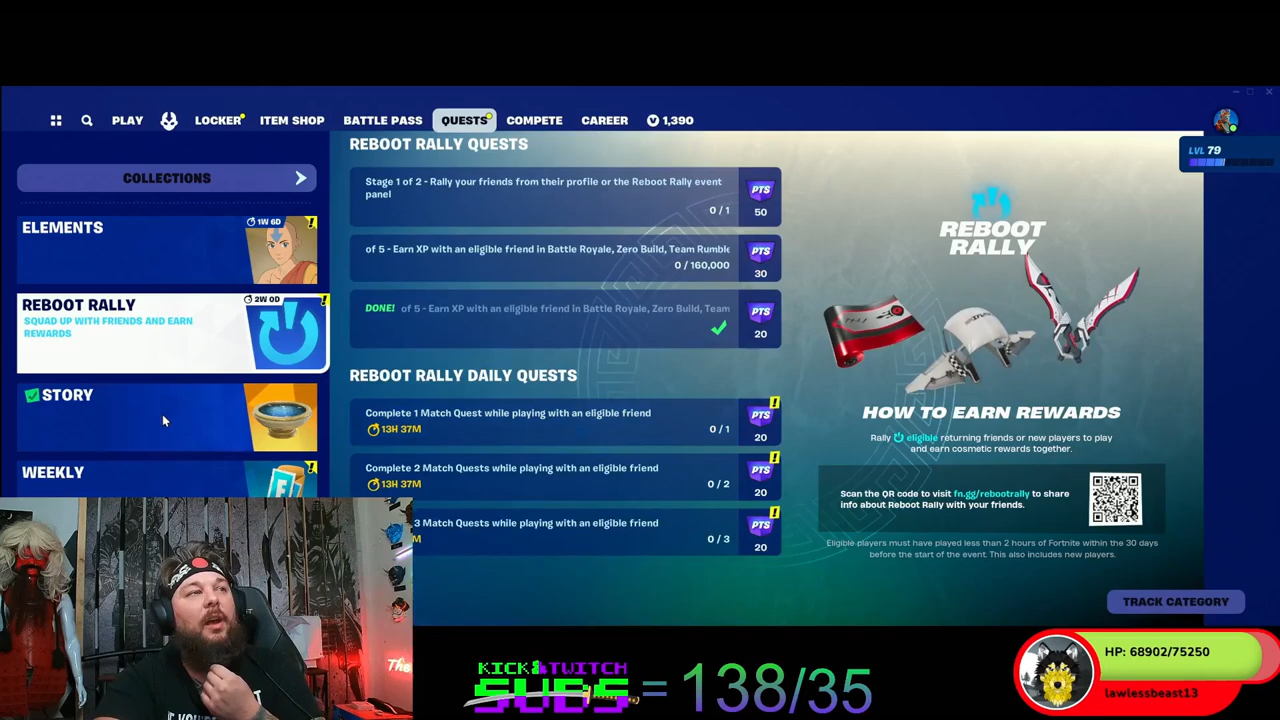 PLAY LOCKER ITEM SHOP BATTLE PASS QUESTS COMPETE CAREER 1,390
LVL 79
COLLECTIONS
ELEMENTS
1W 6D
REBOOT RALLY
2W 0D
SQUAD UP WITH FRIENDS AND EARN
REWARDS
STORY
WEEKLY
REBOOT RALLY QUESTS
Stage 1 of 2 - Rally your friends from their profile or the Reboot Rally event
panel
0 / 1
PTS
50
of 5 - Earn XP with an eligible friend in Battle Royale, Zero Build, Team Rumble
0 / 160,000
PTS
30
DONE! of 5 - Earn XP with an eligible friend in Battle Royale, Zero Build, Team
PTS
20
REBOOT RALLY DAILY QUESTS
Complete 1 Match Quest while playing with an eligible friend
13H 37M
0 / 1
PTS
20
Complete 2 Match Quests while playing with an eligible friend
13H 37M
0 / 2
PTS
20
3 Match Quests while playing with an eligible friend
0 / 3
PTS
20
REBOOT
RALLY
HOW TO EARN REWARDS
Rally eligible returning friends or new players to play
and earn cosmetic rewards together.
Scan the QR code to visit fn.gg/rebootrally to share
info about Reboot Rally with your friends.
Eligible players must have played less than 2 hours of Fortnite within the 30 days
before the start of the event. This also includes new players.
TRACK CATEGORY
KICK TWITCH
SUBS = 138/35
HP: 68902/75250
lawlessbeast13
The